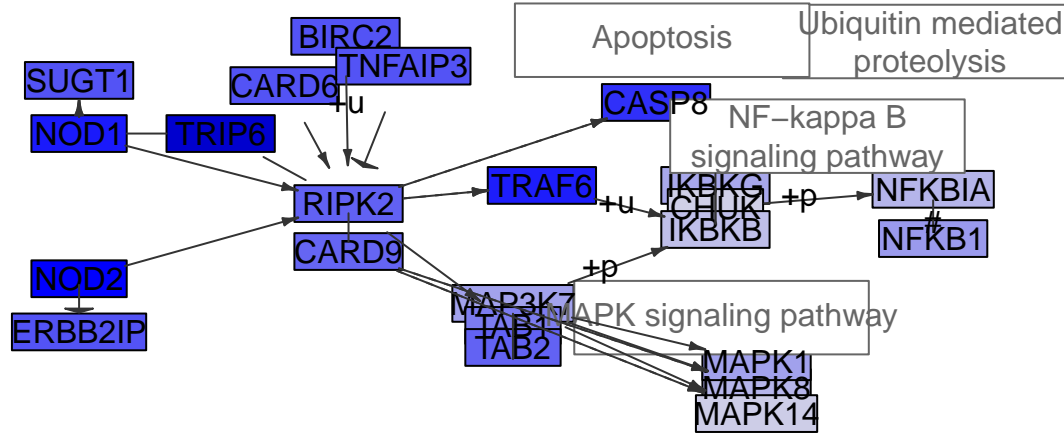 BIRC2
Apoptosis
Ubiquitin mediated
proteolysis
TNFAIP3
SUGT1
CARD6
+u
CASP8
NOD1
TRIP6
NF−kappa B
signaling pathway
RIPK2
TRAF6
+u
IKBKG
CHUK
IKBKB
+p
NFKBIA
#
NFKB1
CARD9
NOD2
+p
MAP3K7
TAB1
TAB2
MAPK signaling pathway
ERBB2IP
MAPK1
MAPK8
MAPK14